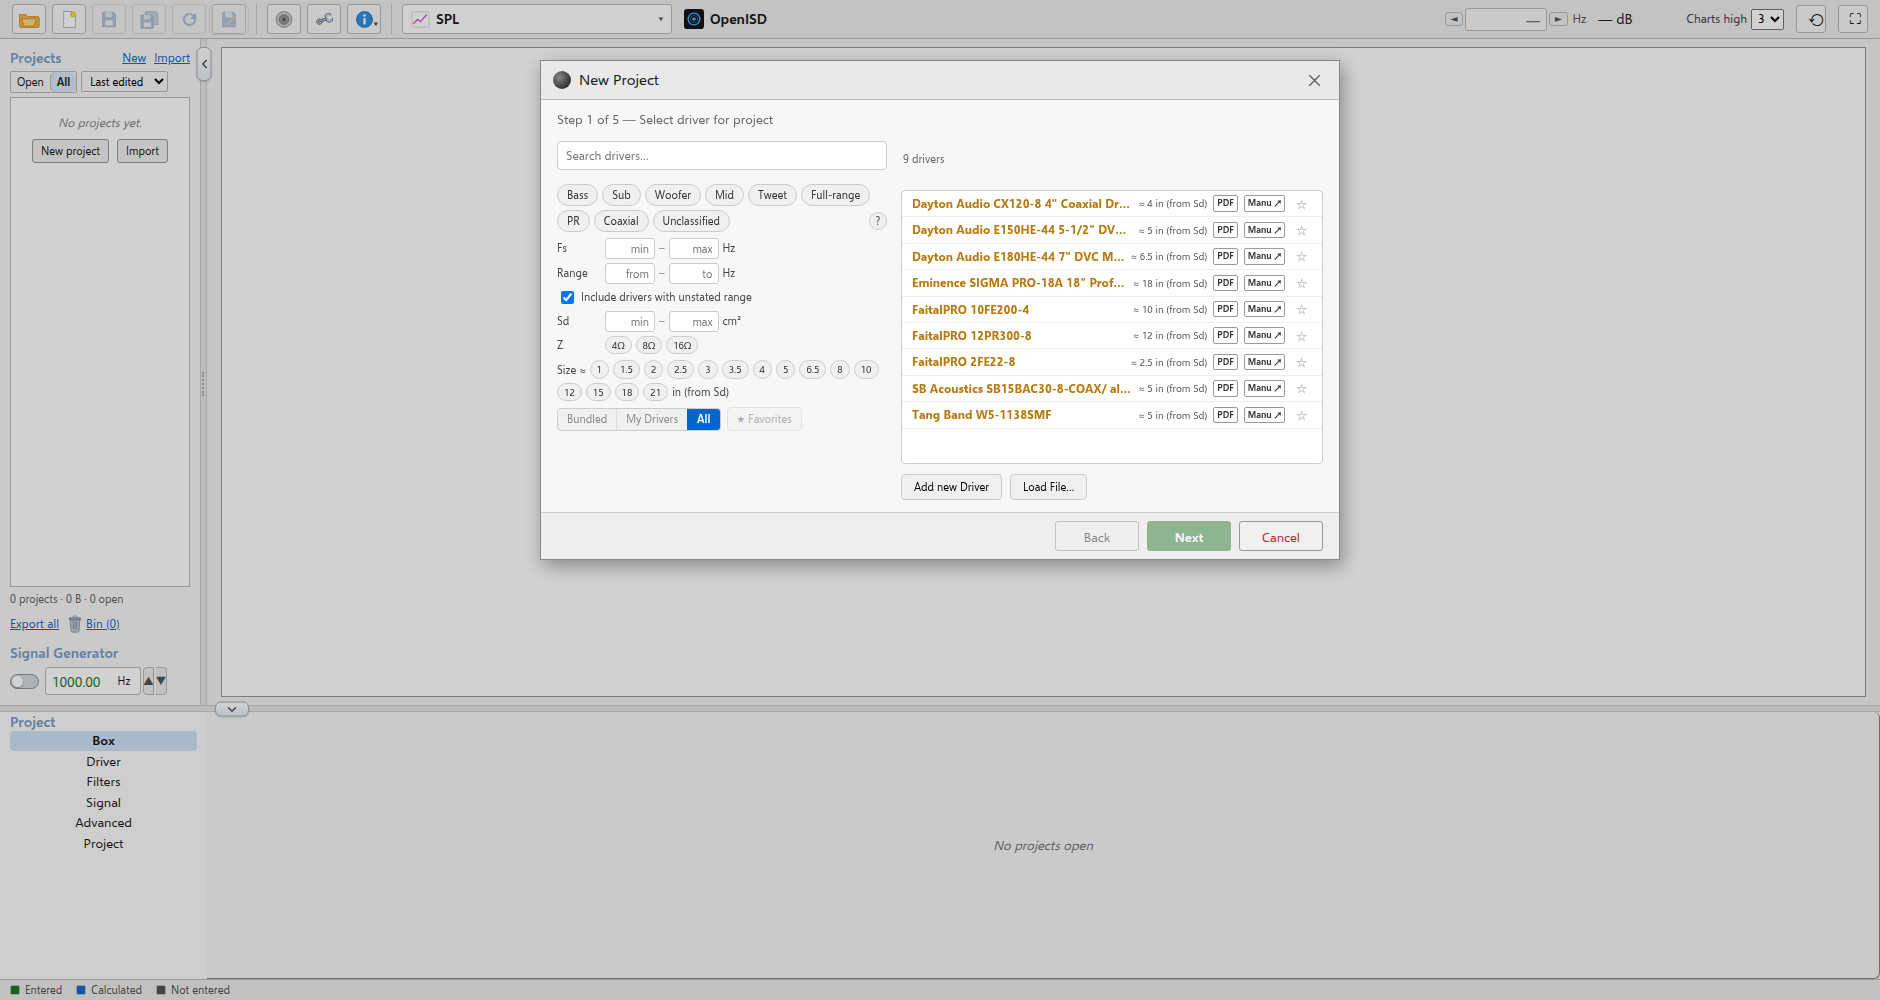 SPL
OpenISD
— Hz — dB
Charts high 3
Projects New Import
Open All Last edited
No projects yet.
New project Import
0 projects · 0 B · 0 open
Export all Bin (0)
Signal Generator
1000.00 Hz
New Project
Step 1 of 5 — Select driver for project
Search drivers...
Bass Sub Woofer Mid Tweet Full-range
PR Coaxial Unclassified ?
Fs min – max Hz
Range from – to Hz
Include drivers with unstated range
Sd min – max cm²
Z 4Ω 8Ω 16Ω
Size ≈ 1 1.5 2 2.5 3 3.5 4 5 6.5 8 10
12 15 18 21 in (from Sd)
Bundled My Drivers All ★ Favorites
9 drivers
Dayton Audio CX120-8 4" Coaxial Dr... ≈ 4 in (from Sd) PDF Manu ↗ ☆
Dayton Audio E150HE-44 5-1/2" DV... ≈ 5 in (from Sd) PDF Manu ↗ ☆
Dayton Audio E180HE-44 7" DVC M... ≈ 6.5 in (from Sd) PDF Manu ↗ ☆
Eminence SIGMA PRO-18A 18" Prof... ≈ 18 in (from Sd) PDF Manu ↗ ☆
FaitalPRO 10FE200-4 ≈ 10 in (from Sd) PDF Manu ↗ ☆
FaitalPRO 12PR300-8 ≈ 12 in (from Sd) PDF Manu ↗ ☆
FaitalPRO 2FE22-8 ≈ 2.5 in (from Sd) PDF Manu ↗ ☆
SB Acoustics SB15BAC30-8-COAX/ al... ≈ 5 in (from Sd) PDF Manu ↗ ☆
Tang Band W5-1138SMF ≈ 5 in (from Sd) PDF Manu ↗ ☆
Add new Driver Load File...
Back Next Cancel
Project
Box
Driver
Filters
Signal
Advanced
Project
No projects open
Entered Calculated Not entered